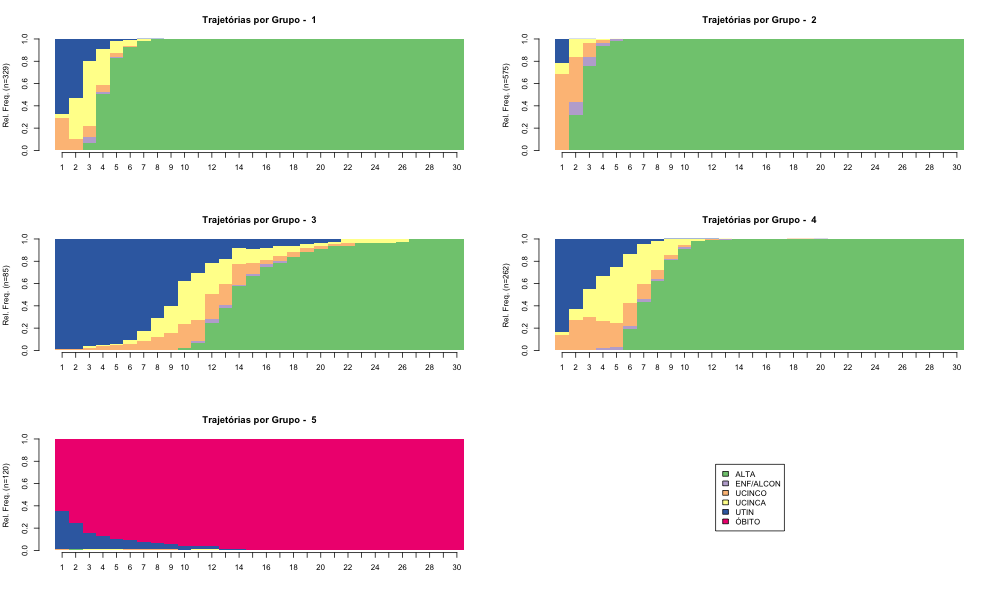 Trajetórias por Grupo - 1
Rel. Freq. (n=329)
0.0 0.2 0.4 0.6 0.8 1.0
1 2 3 4 5 6 7 8 9 10 12 14 16 18 20 22 24 26 28 30
Trajetórias por Grupo - 2
Rel. Freq. (n=575)
0.0 0.2 0.4 0.6 0.8 1.0
1 2 3 4 5 6 7 8 9 10 12 14 16 18 20 22 24 26 28 30
Trajetórias por Grupo - 3
Rel. Freq. (n=85)
0.0 0.2 0.4 0.6 0.8 1.0
1 2 3 4 5 6 7 8 9 10 12 14 16 18 20 22 24 26 28 30
Trajetórias por Grupo - 4
Rel. Freq. (n=262)
0.0 0.2 0.4 0.6 0.8 1.0
1 2 3 4 5 6 7 8 9 10 12 14 16 18 20 22 24 26 28 30
Trajetórias por Grupo - 5
Rel. Freq. (n=120)
0.0 0.2 0.4 0.6 0.8 1.0
1 2 3 4 5 6 7 8 9 10 12 14 16 18 20 22 24 26 28 30
ALTA
ENF/ALCON
UCINCO
UCINCA
UTIN
ÓBITO